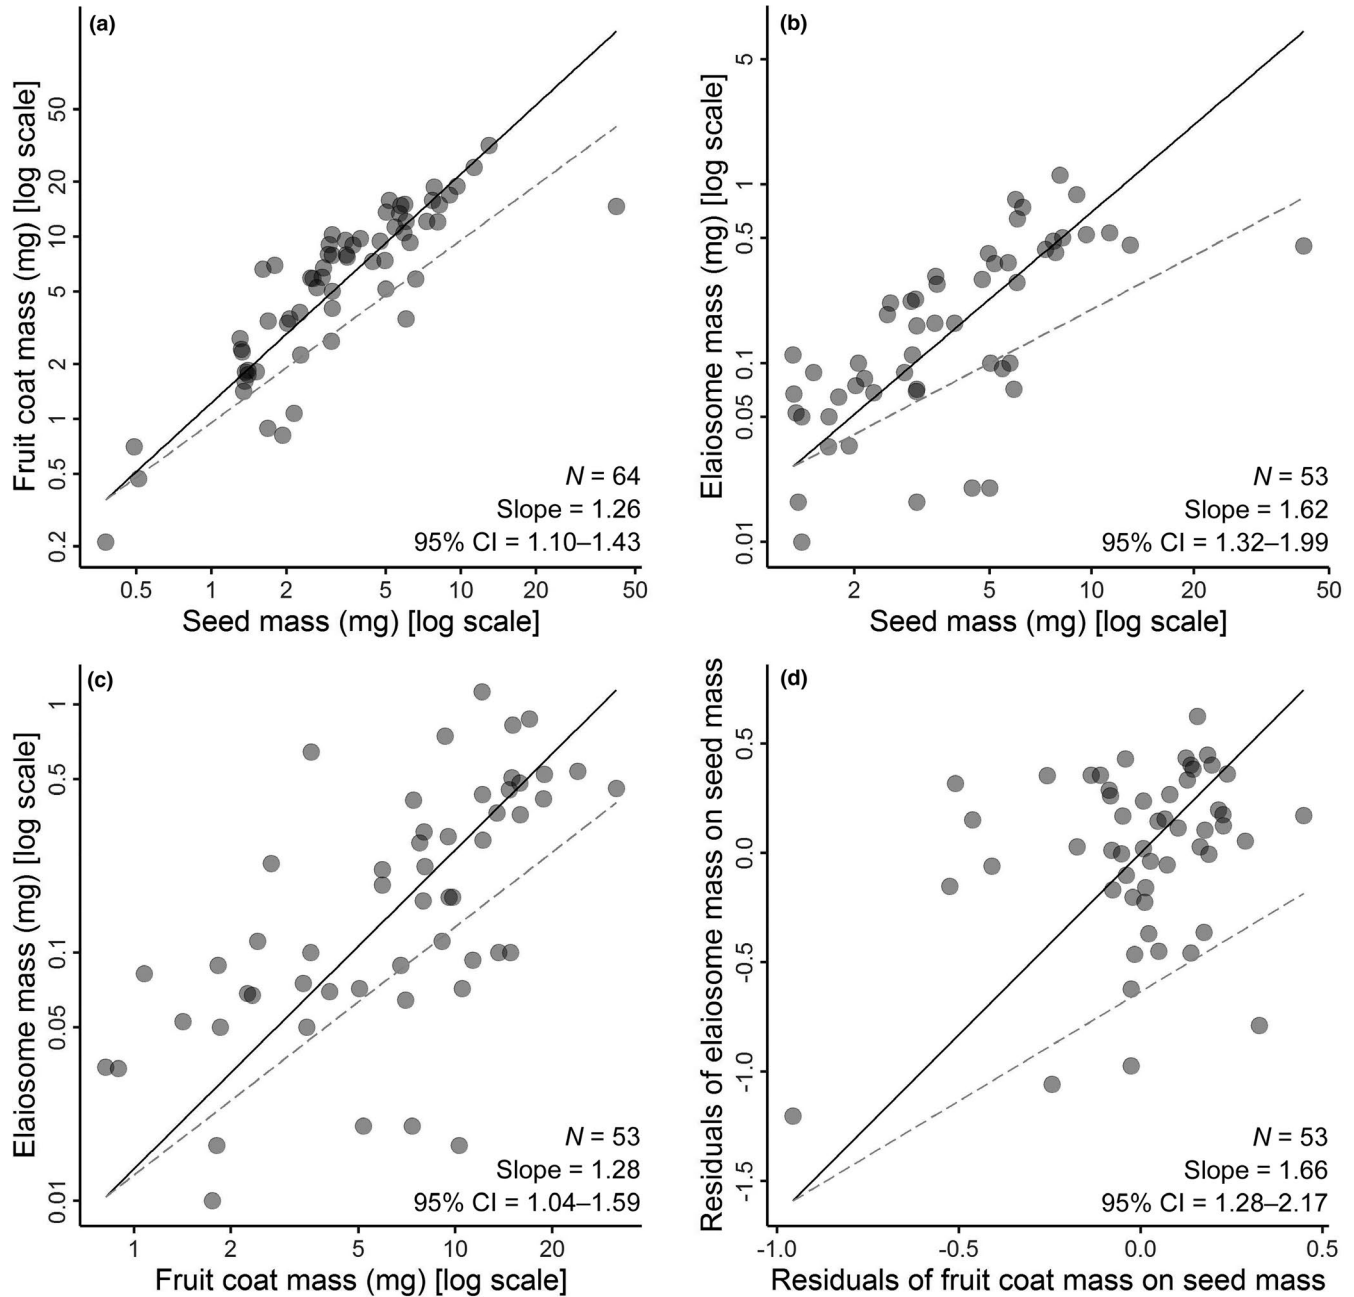 (a)
Fruit coat mass (mg) [log scale]
50
20
10
5
2
1
0.5
0.2
N = 64
Slope = 1.26
95% CI = 1.10–1.43
0.5 1 2 5 10 20 50
Seed mass (mg) [log scale]
(b)
Elaiosome mass (mg) [log scale]
5
1
0.5
0.1
0.05
0.01
N = 53
Slope = 1.62
95% CI = 1.32–1.99
2 5 10 20 50
Seed mass (mg) [log scale]
(c)
Elaiosome mass (mg) [log scale]
1
0.5
0.1
0.05
0.01
N = 53
Slope = 1.28
95% CI = 1.04–1.59
1 2 5 10 20
Fruit coat mass (mg) [log scale]
(d)
Residuals of elaiosome mass on seed mass
0.5
0.0
-0.5
-1.0
-1.5
N = 53
Slope = 1.66
95% CI = 1.28–2.17
-1.0 -0.5 0.0 0.5
Residuals of fruit coat mass on seed mass